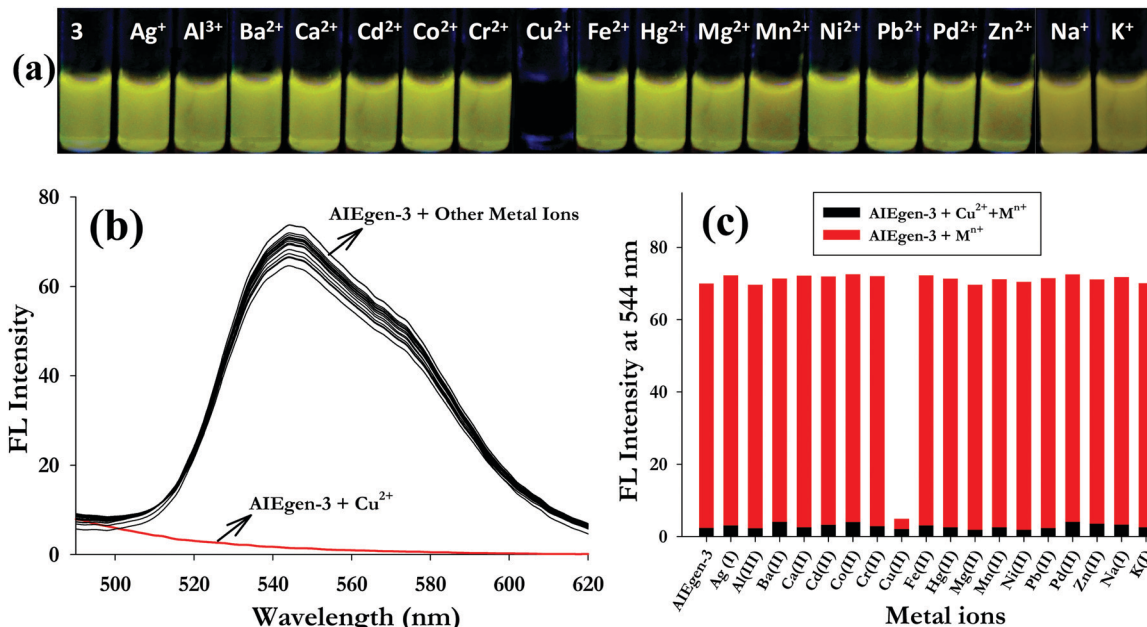 3 Ag⁺ Al³⁺ Ba²⁺ Ca²⁺ Cd²⁺ Co²⁺ Cr²⁺ Cu²⁺ Fe²⁺ Hg²⁺ Mg²⁺ Mn²⁺ Ni²⁺ Pb²⁺ Pd²⁺ Zn²⁺ Na⁺ K⁺
(a)
(b)
AIEgen-3 + Other Metal Ions
AIEgen-3 + Cu²⁺
FL Intensity
80
60
40
20
0
500 520 540 560 580 600 620
Wavelength (nm)
(c)
AIEgen-3 + Cu²⁺+Mⁿ⁺
AIEgen-3 + Mⁿ⁺
FL Intensity at 544 nm
80
60
40
20
0
AIEgen-3
Ag (I)
Al(III)
Ba(II)
Ca(II)
Cd(II)
Co(II)
Cr(II)
Cu(II)
Fe(II)
Hg(II)
Mg(II)
Mn(II)
Ni(II)
Pb(II)
Pd(II)
Zn(II)
Na(I)
K(I)
Metal ions